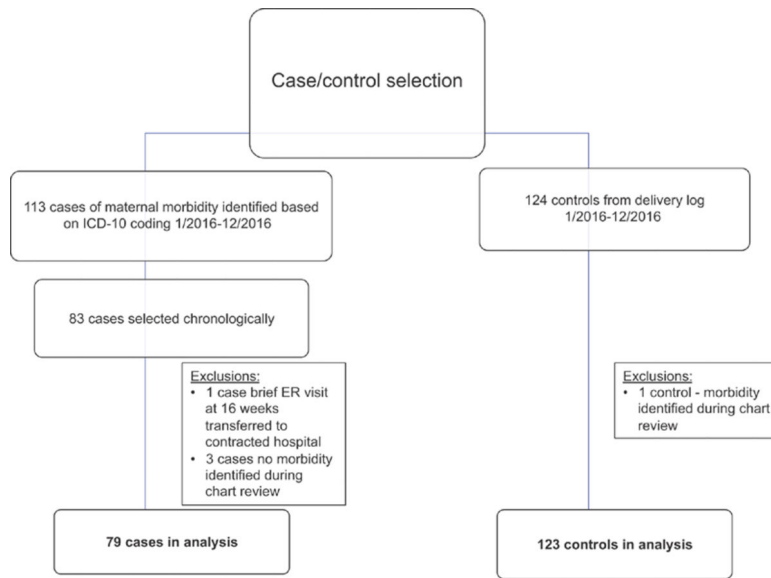 Case/control selection
113 cases of maternal morbidity identified based
on ICD-10 coding 1/2016-12/2016
124 controls from delivery log
1/2016-12/2016
83 cases selected chronologically
Exclusions:
• 1 case brief ER visit
at 16 weeks
transferred to
contracted hospital
• 3 cases no morbidity
identified during
chart review
Exclusions:
• 1 control - morbidity
identified during chart
review
79 cases in analysis
123 controls in analysis